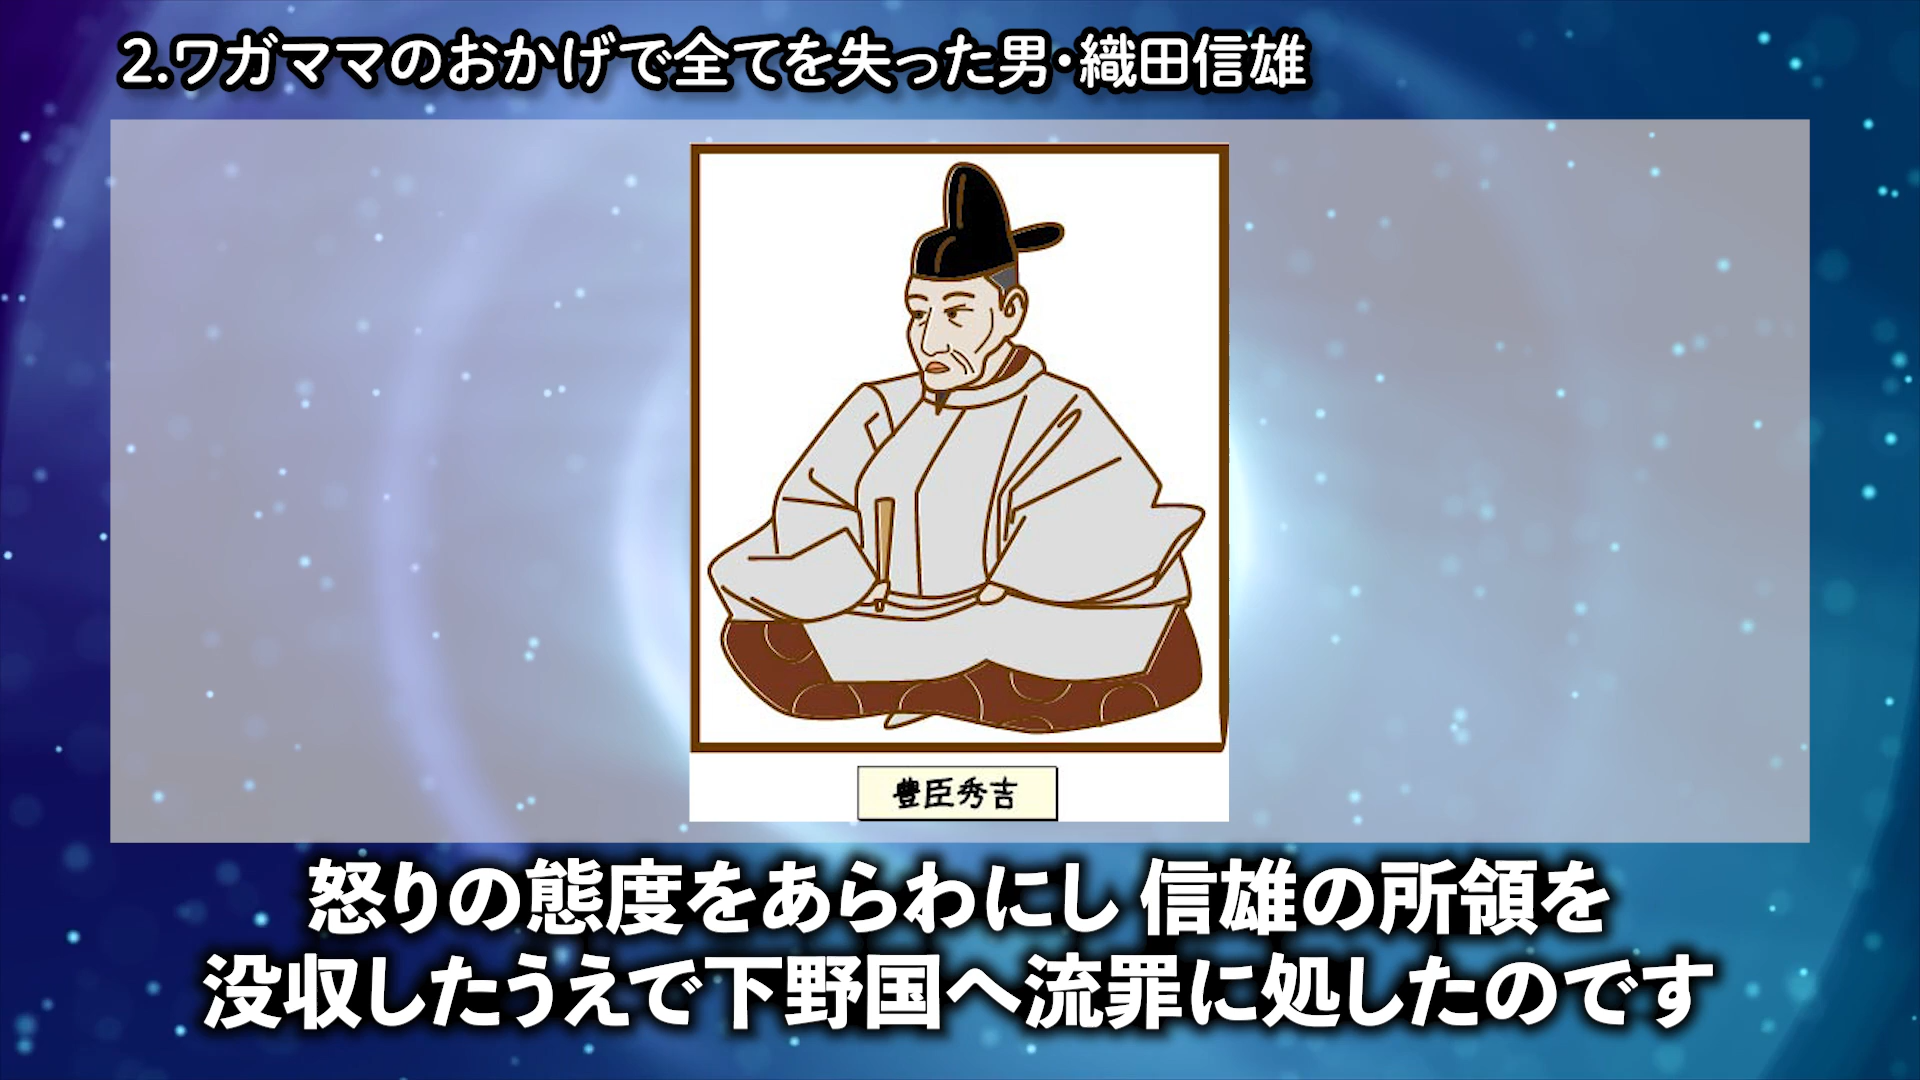 2.ワガママのおかげで全てを失った男・織田信雄
豊臣秀吉
怒りの態度をあらわにし 信雄の所領を
没収したうえで下野国へ流罪に処したのです